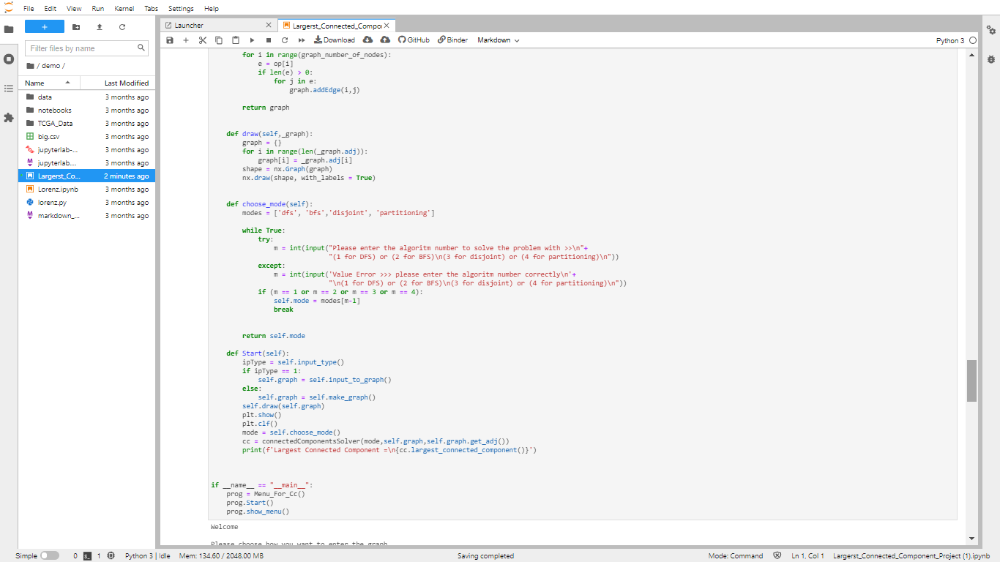 File Edit View Run Kernel Tabs Settings Help
Launcher
Largerst_Connected_Compor
Filter files by name
Download GitHub Binder Markdown
Python 3
/ demo /
Name Last Modified
data 3 months ago
notebooks 3 months ago
TCGA_Data 3 months ago
big.csv 3 months ago
jupyterlab-... 3 months ago
jupyterlab.... 3 months ago
Largerst_Co... 2 minutes ago
Lorenz.ipynb 3 months ago
lorenz.py 3 months ago
markdown_... 3 months ago
for i in range(graph_number_of_nodes):
e = op[i]
if len(e) > 0:
for j in e:
graph.addEdge(i,j)
return graph
def draw(self,_graph):
graph = {}
for i in range(len(_graph.adj)):
graph[i] = _graph.adj[i]
shape = nx.Graph(graph)
nx.draw(shape, with_labels = True)
def choose_mode(self):
modes = ['dfs', 'bfs','disjoint', 'partitioning']
while True:
try:
m = int(input("Please enter the algoritm number to solve the problem with >>\n"+
"(1 for DFS) or (2 for BFS)\n(3 for disjoint) or (4 for partitioning)\n"))
except:
m = int(input('Value Error >>> please enter the algoritm number correctly\n'+
"\n(1 for DFS) or (2 for BFS)\n(3 for disjoint) or (4 for partitioning)\n"))
if (m == 1 or m == 2 or m == 3 or m == 4):
self.mode = modes[m-1]
break
return self.mode
def Start(self):
ipType = self.input_type()
if ipType == 1:
self.graph = self.input_to_graph()
else:
self.graph = self.make_graph()
self.draw(self.graph)
plt.show()
plt.clf()
mode = self.choose_mode()
cc = connectedComponentsSolver(mode,self.graph,self.graph.get_adj())
print(f'Largest Connected Component =\n{cc.largest_connected_component()}')
if __name__ == "__main__":
prog = Menu_For_Cc()
prog.Start()
prog.show_menu()
Welcome
Please choose how you want to enter the graph
Simple 0 1 Python 3 | Idle Mem: 134.60 / 2048.00 MB Saving completed Mode: Command Ln 1, Col 1 Largerst_Connected_Component_Project (1).ipynb